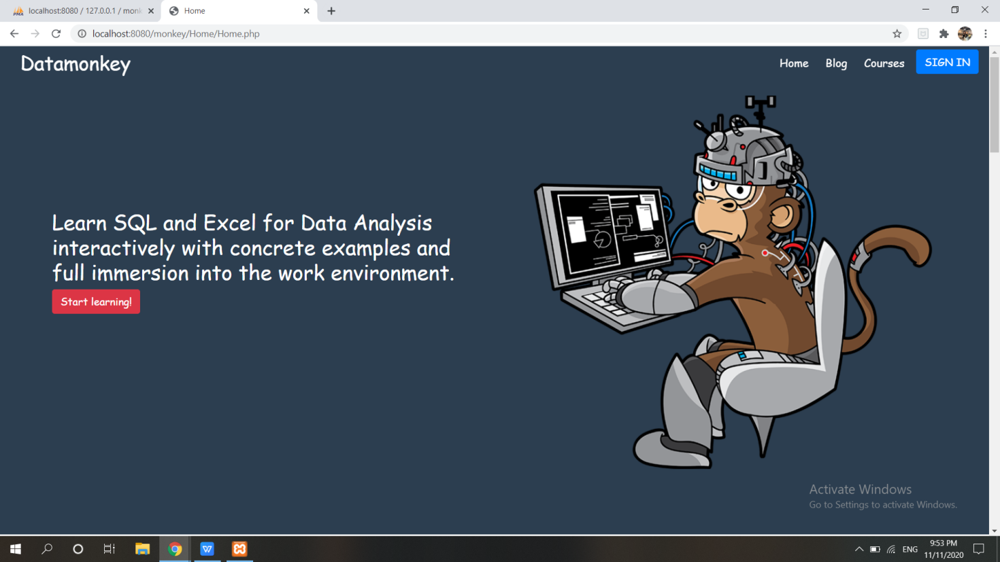 localhost:8080 / 127.0.0.1 / monk
Home
localhost:8080/monkey/Home/Home.php
Datamonkey
Home
Blog
Courses
SIGN IN
Learn SQL and Excel for Data Analysis
interactively with concrete examples and
full immersion into the work environment.
Start learning!
Activate Windows
Go to Settings to activate Windows.
ENG
9:53 PM
11/11/2020